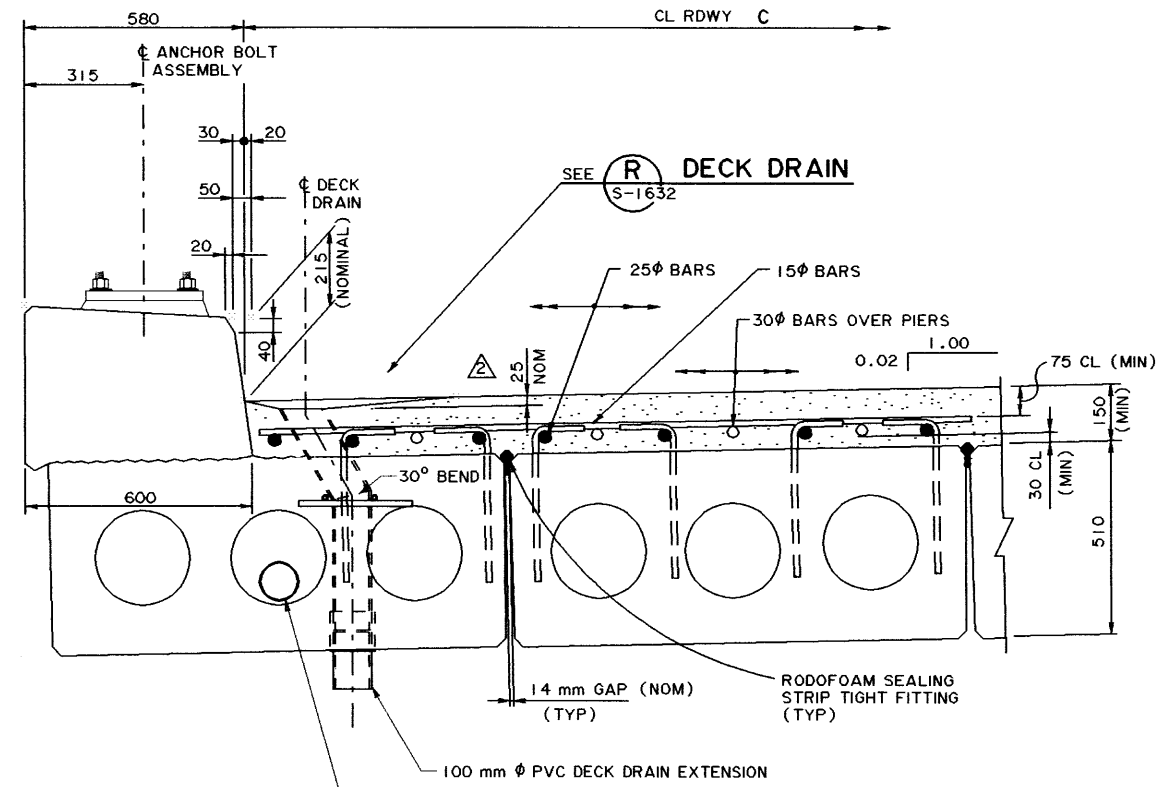 580
CL RDWY C
℄ ANCHOR BOLT
ASSEMBLY
315
30
20
SEE
R
S-1632
DECK DRAIN
℄ DECK
DRAIN
50
20
215
(NOMINAL)
40
25ϕ BARS
15ϕ BARS
30ϕ BARS OVER PIERS
1.00
0.02
75 CL (MIN)
2
25
NOM
150
(MIN)
30 CL
(MIN)
30° BEND
600
510
14 mm GAP (NOM)
(TYP)
RODOFOAM SEALING
STRIP TIGHT FITTING
(TYP)
100 mm ϕ PVC DECK DRAIN EXTENSION